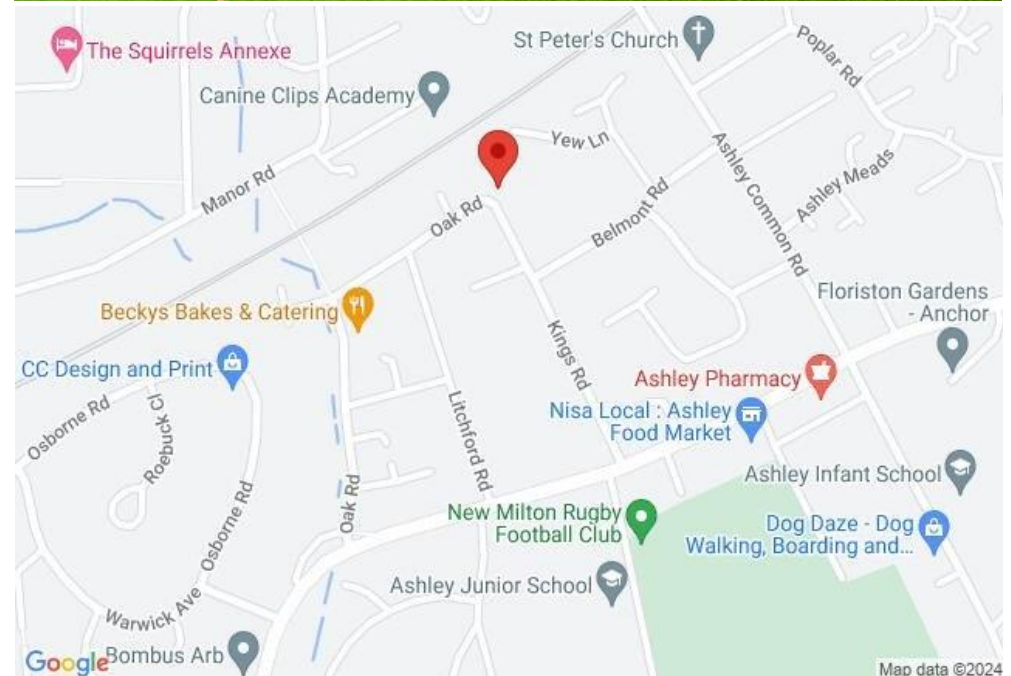 The Squirrels Annexe
St Peter's Church
Poplar Rd
Canine Clips Academy
Yew Ln
Ashley Common Rd
Ashley Meads
Manor Rd
Oak Rd
Belmont Rd
Floriston Gardens
- Anchor
Beckys Bakes & Catering
Kings Rd
CC Design and Print
Ashley Pharmacy
Osborne Rd
Roebuck Cl
Litchford Rd
Nisa Local : Ashley
Food Market
Ashley Infant School
Osborne Rd
Oak Rd
New Milton Rugby
Football Club
Dog Daze - Dog
Walking, Boarding and...
Ashley Junior School
Warwick Ave
Bombus Arb
Google
Map data ©2024